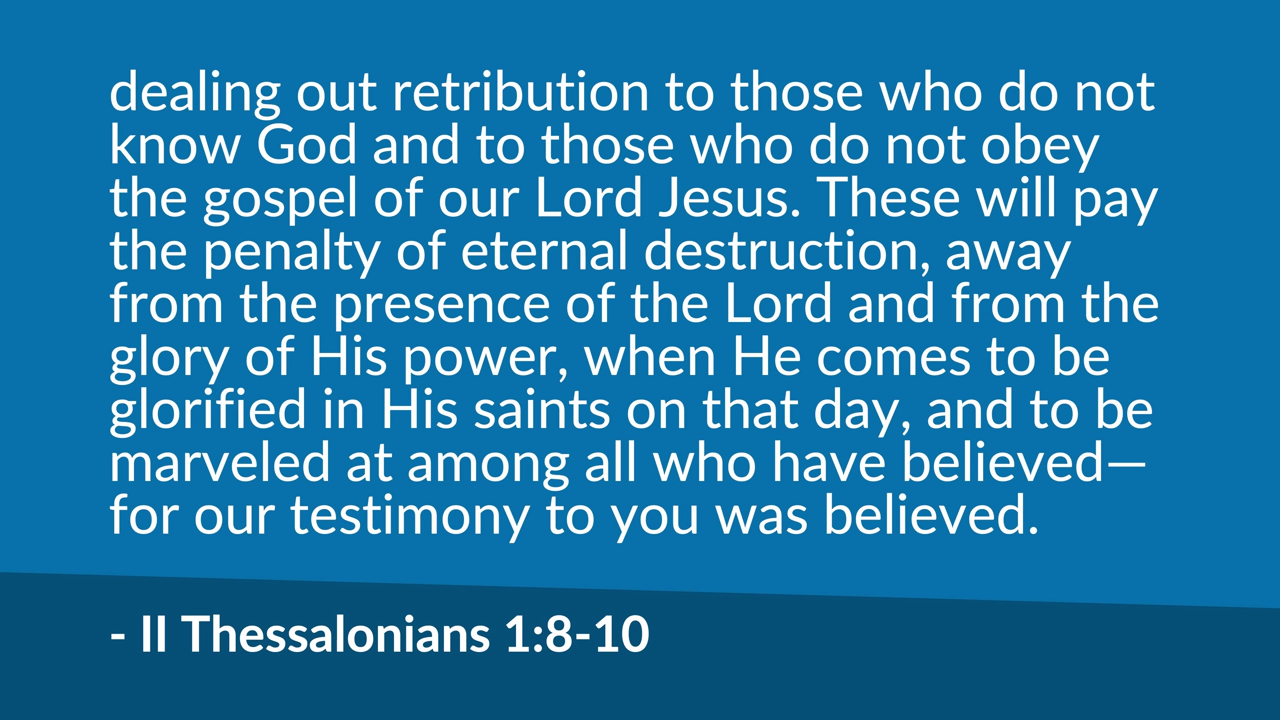 dealing out retribution to those who do not
know God and to those who do not obey
the gospel of our Lord Jesus. These will pay
the penalty of eternal destruction, away
from the presence of the Lord and from the
glory of His power, when He comes to be
glorified in His saints on that day, and to be
marveled at among all who have believed—
for our testimony to you was believed.
- II Thessalonians 1:8-10